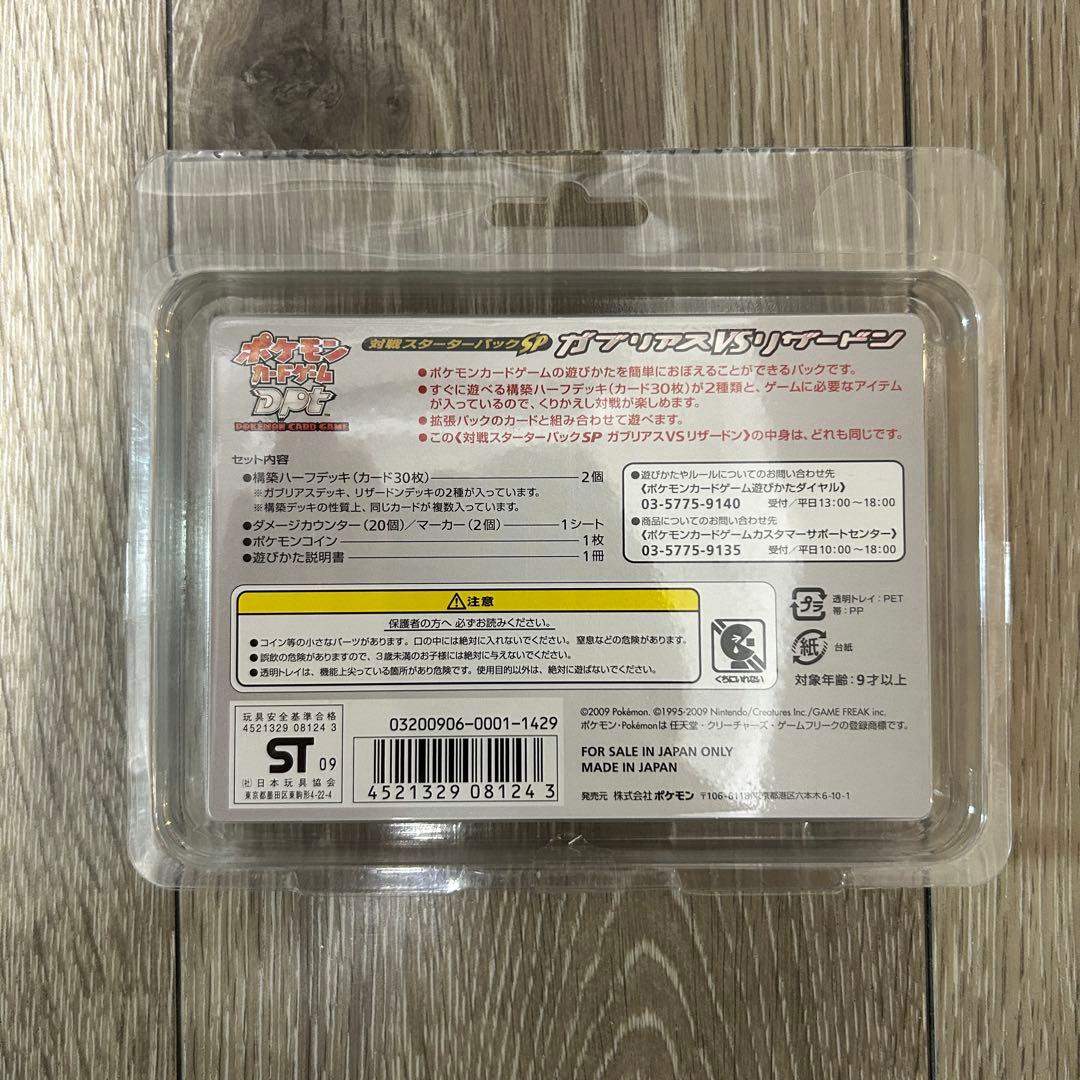 ポケモン
カードゲーム
DPt
POKÉMON CARD GAME
対戦スターターパックSP ガブリアスVSリザードン
●ポケモンカードゲームの遊びかたを簡単におぼえることができるパックです。
●すぐに遊べる構築ハーフデッキ(カード30枚)が2種類と、ゲームに必要なアイテム
が入っているので、くりかえし対戦が楽しめます。
●拡張パックのカードと組み合わせて遊べます。
●この《対戦スターターパックSP ガブリアスVSリザードン》の中身は、どれも同じです。
セット内容
●構築ハーフデッキ(カード30枚) 2個
※ガブリアスデッキ、リザードンデッキの2種が入っています。
※構築デッキの性質上、同じカードが複数入っています。
●ダメージカウンター(20個)/マーカー(2個) 1シート
●ポケモンコイン 1枚
●遊びかた説明書 1冊
●遊びかたやルールについてのお問い合わせ先
《ポケモンカードゲーム遊びかたダイヤル》
03-5775-9140 受付/平日13:00~18:00
●商品についてのお問い合わせ先
《ポケモンカードゲームカスタマーサポートセンター》
03-5775-9135 受付/平日10:00~18:00
⚠注意
保護者の方へ 必ずお読みください。
●コイン等の小さなパーツがあります。口の中には絶対に入れないでください。窒息などの危険があります。
●誤飲の危険がありますので、3歳未満のお子様には絶対に与えないでください。
●透明トレイは、機能上尖っている箇所があり危険です。使用目的以外は、絶対に遊ばないでください。
くちにいれない
プラ
透明トレイ:PET
帯:PP
紙
台紙
対象年齢:9才以上
玩具安全基準合格
4521329 08124 3
ST 09
(社)日本玩具協会
東京都墨田区東駒形4-22-4
03200906-0001-1429
4 521329 081243
©2009 Pokémon. ©1995-2009 Nintendo/Creatures Inc./GAME FREAK inc.
ポケモン・Pokémonは 任天堂・クリーチャーズ・ゲームフリークの登録商標です。
FOR SALE IN JAPAN ONLY
MADE IN JAPAN
発売元 株式会社ポケモン 〒106-6118 東京都港区六本木6-10-1